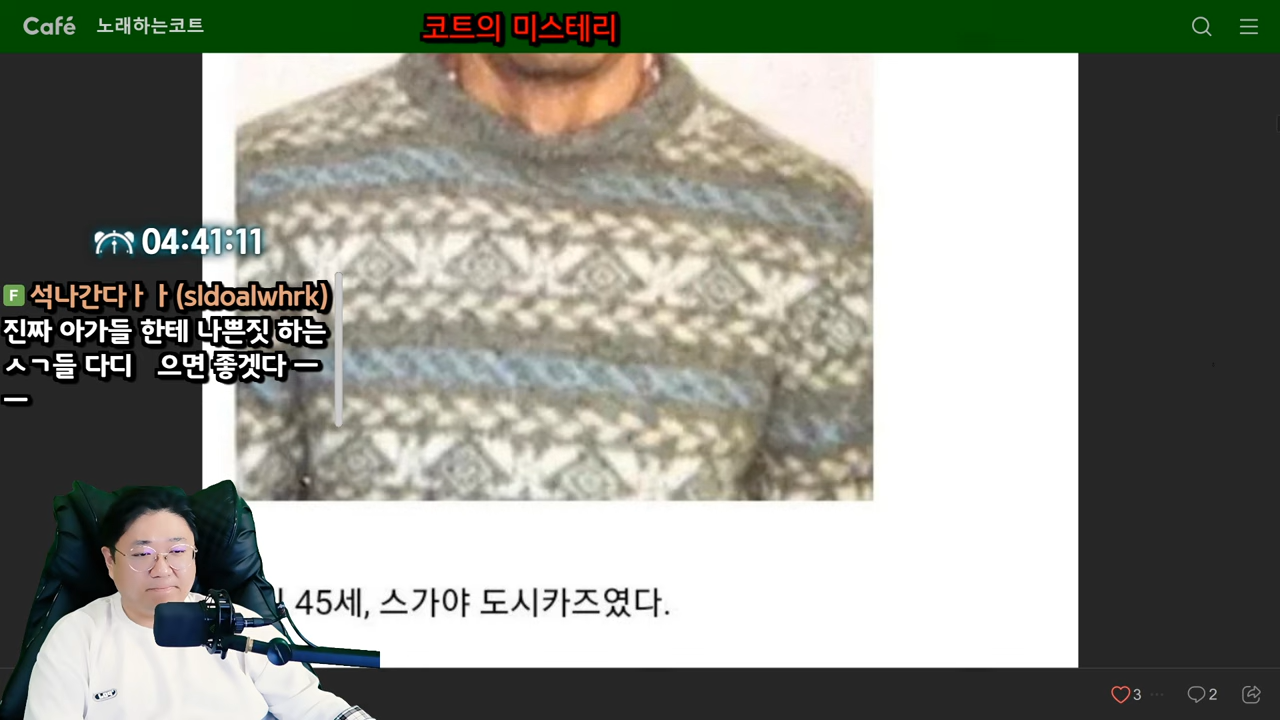 Café 노래하는코트
코트의 미스테리
04:41:11
F 석나간다ㅏㅏ(sldoalwhrk)
진짜 아가들 한테 나쁜짓 하는
ㅅㄱ들 다디 으면 좋겟다 ㅡ
ㅡ
45세, 스가야 도시카즈였다.
3 ··· 2